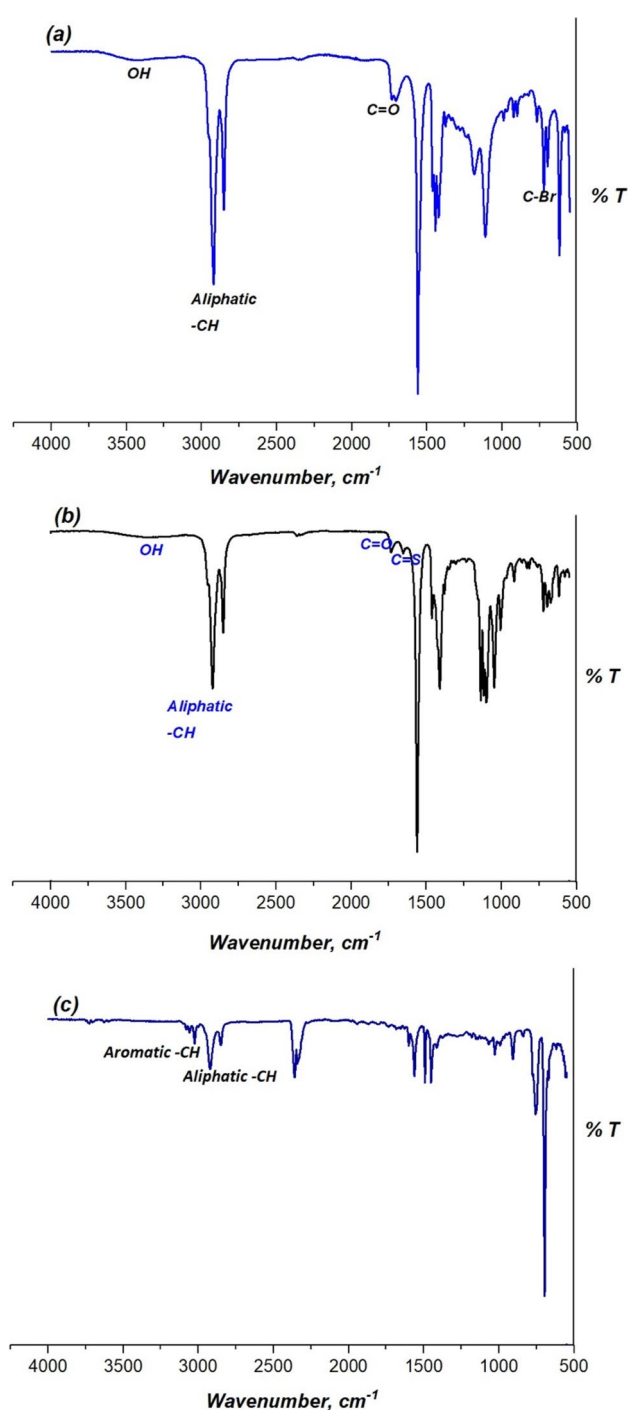 (a)
OH
C=O
C-Br
% T
Aliphatic
-CH
4000 3500 3000 2500 2000 1500 1000 500
Wavenumber, cm-1
(b)
OH
C=O
C=S
% T
Aliphatic
-CH
4000 3500 3000 2500 2000 1500 1000 500
Wavenumber, cm-1
(c)
Aromatic -CH
Aliphatic -CH
% T
4000 3500 3000 2500 2000 1500 1000 500
Wavenumber, cm-1